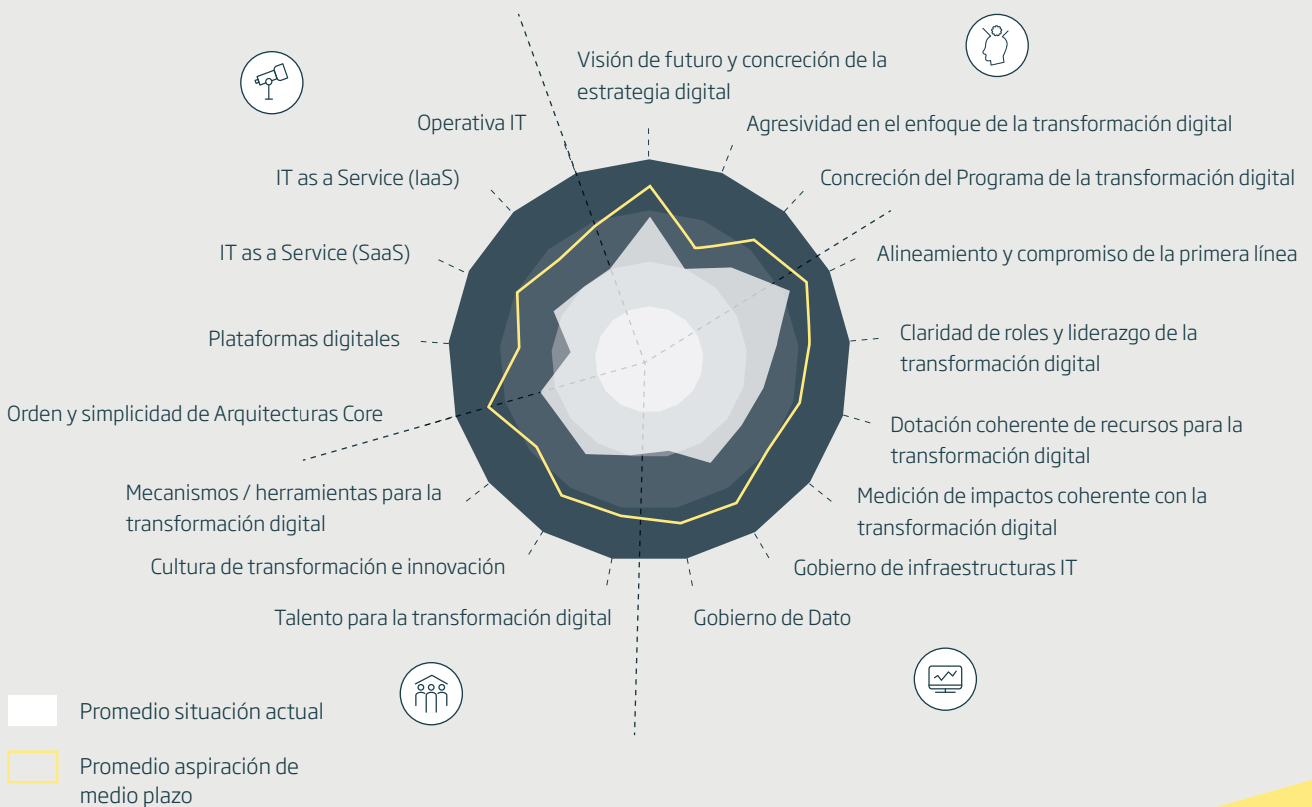 Visión de futuro y concreción de la
estrategia digital
Operativa IT
Agresividad en el enfoque de la transformación digital
IT as a Service (IaaS)
Concreción del Programa de la transformación digital
IT as a Service (SaaS)
Alineamiento y compromiso de la primera línea
Plataformas digitales
Claridad de roles y liderazgo de la
transformación digital
Orden y simplicidad de Arquitecturas Core
Dotación coherente de recursos para la
transformación digital
Mecanismos / herramientas para la
transformación digital
Medición de impactos coherente con la
transformación digital
Cultura de transformación e innovación
Gobierno de infraestructuras IT
Talento para la transformación digital
Gobierno de Dato
Promedio situación actual
Promedio aspiración de
medio plazo